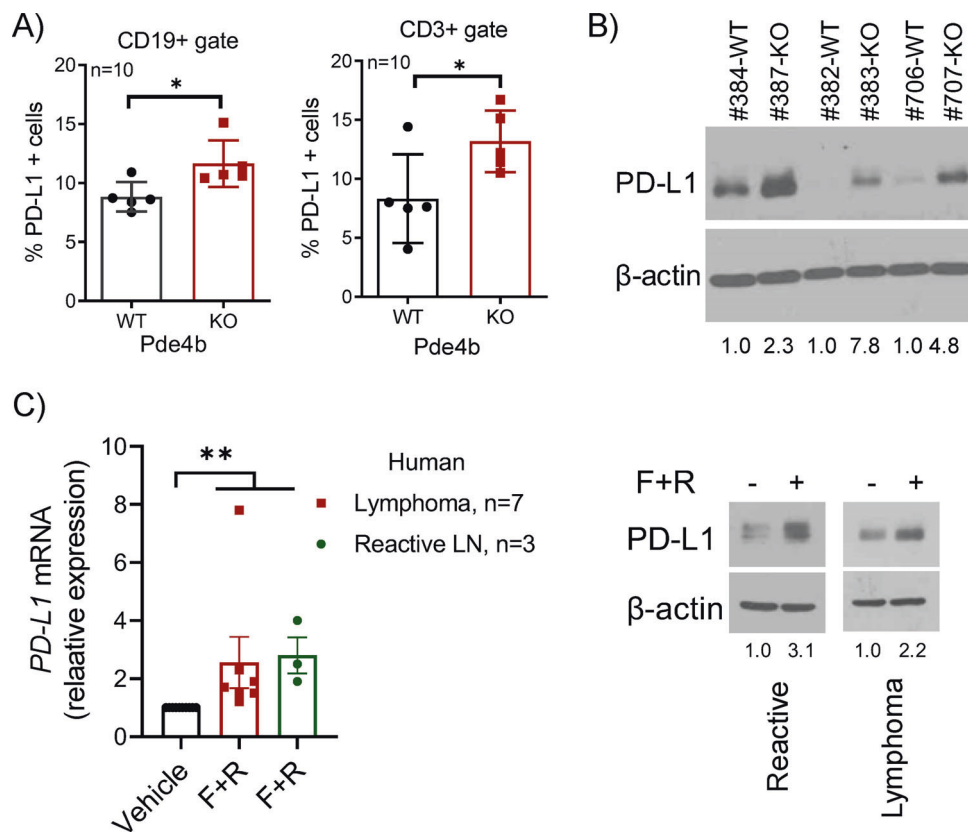 A)
CD19+ gate
n=10
*
% PD-L1 + cells
20
15
10
5
0
WT
KO
Pde4b
CD3+ gate
n=10
*
% PD-L1 + cells
20
15
10
5
0
WT
KO
Pde4b
B)
#384-WT
#387-KO
#382-WT
#383-KO
#706-WT
#707-KO
PD-L1
β-actin
1.0 2.3 1.0 7.8 1.0 4.8
C)
PD-L1 mRNA
(relaative expression)
10
8
6
4
2
0
**
Human
Lymphoma, n=7
Reactive LN, n=3
Vehicle
F+R
F+R
F+R - + - +
PD-L1
β-actin
1.0 3.1 1.0 2.2
Reactive
Lymphoma